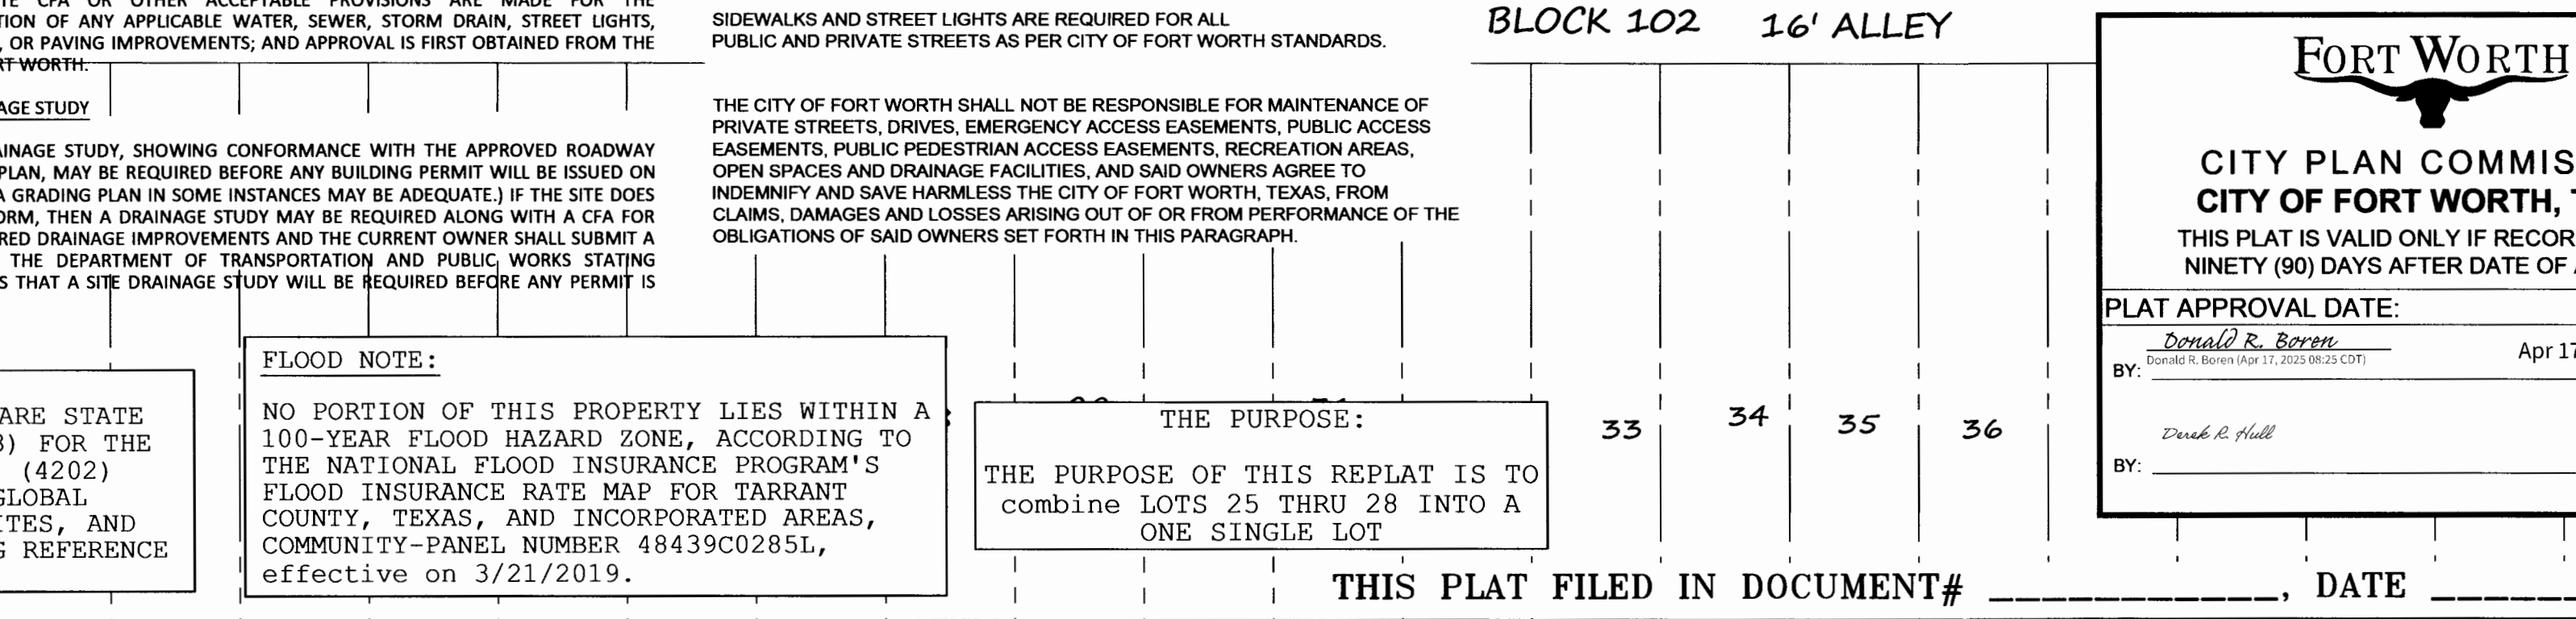 TION OF ANY APPLICABLE WATER, SEWER, STORM DRAIN, STREET LIGHTS,
, OR PAVING IMPROVEMENTS; AND APPROVAL IS FIRST OBTAINED FROM THE
RT WORTH.
AGE STUDY
AINAGE STUDY, SHOWING CONFORMANCE WITH THE APPROVED ROADWAY
PLAN, MAY BE REQUIRED BEFORE ANY BUILDING PERMIT WILL BE ISSUED ON
A GRADING PLAN IN SOME INSTANCES MAY BE ADEQUATE.) IF THE SITE DOES
ORM, THEN A DRAINAGE STUDY MAY BE REQUIRED ALONG WITH A CFA FOR
RED DRAINAGE IMPROVEMENTS AND THE CURRENT OWNER SHALL SUBMIT A
THE DEPARTMENT OF TRANSPORTATION AND PUBLIC WORKS STATING
S THAT A SITE DRAINAGE STUDY WILL BE REQUIRED BEFORE ANY PERMIT IS
ARE STATE
3) FOR THE
(4202)
GLOBAL
ITES, AND
G REFERENCE
FLOOD NOTE:
NO PORTION OF THIS PROPERTY LIES WITHIN A
100-YEAR FLOOD HAZARD ZONE, ACCORDING TO
THE NATIONAL FLOOD INSURANCE PROGRAM'S
FLOOD INSURANCE RATE MAP FOR TARRANT
COUNTY, TEXAS, AND INCORPORATED AREAS,
COMMUNITY-PANEL NUMBER 48439C0285L,
effective on 3/21/2019.
SIDEWALKS AND STREET LIGHTS ARE REQUIRED FOR ALL
PUBLIC AND PRIVATE STREETS AS PER CITY OF FORT WORTH STANDARDS.
THE CITY OF FORT WORTH SHALL NOT BE RESPONSIBLE FOR MAINTENANCE OF
PRIVATE STREETS, DRIVES, EMERGENCY ACCESS EASEMENTS, PUBLIC ACCESS
EASEMENTS, PUBLIC PEDESTRIAN ACCESS EASEMENTS, RECREATION AREAS,
OPEN SPACES AND DRAINAGE FACILITIES, AND SAID OWNERS AGREE TO
INDEMNIFY AND SAVE HARMLESS THE CITY OF FORT WORTH, TEXAS, FROM
CLAIMS, DAMAGES AND LOSSES ARISING OUT OF OR FROM PERFORMANCE OF THE
OBLIGATIONS OF SAID OWNERS SET FORTH IN THIS PARAGRAPH.
THE PURPOSE:
THE PURPOSE OF THIS REPLAT IS TO
combine LOTS 25 THRU 28 INTO A
ONE SINGLE LOT
BLOCK 102 16' ALLEY
33 34 35 36
FORT WORTH
CITY PLAN COMMIS
CITY OF FORT WORTH,
THIS PLAT IS VALID ONLY IF RECOR
NINETY (90) DAYS AFTER DATE OF
PLAT APPROVAL DATE:
Donald R. Boren
Donald R. Boren (Apr 17, 2025 08:25 CDT)
Apr 17
BY:
Derek R. Hull
BY:
THIS PLAT FILED IN DOCUMENT# __________, DATE ____